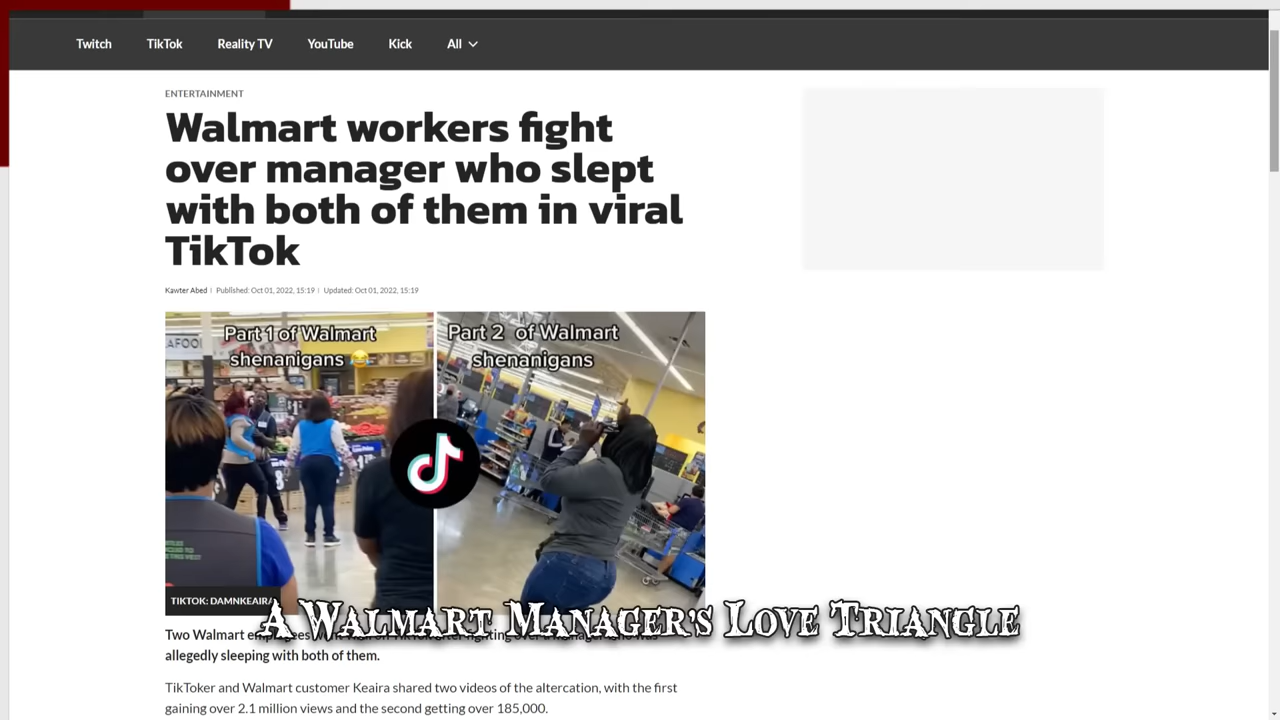 Twitch TikTok Reality TV YouTube Kick All
ENTERTAINMENT
Walmart workers fight
over manager who slept
with both of them in viral
TikTok
Kawter Abed | Published: Oct 01, 2022, 15:19 | Updated: Oct 01, 2022, 15:19
Part 1 of Walmart
shenanigans 😂
Part 2 of Walmart
shenanigans
AFOO
TIKTOK: DAMNKEAIRA
A Walmart Manager's Love Triangle
Two Walmart
allegedly sleeping with both of them.
TikToker and Walmart customer Keaira shared two videos of the altercation, with the first
gaining over 2.1 million views and the second getting over 185,000.